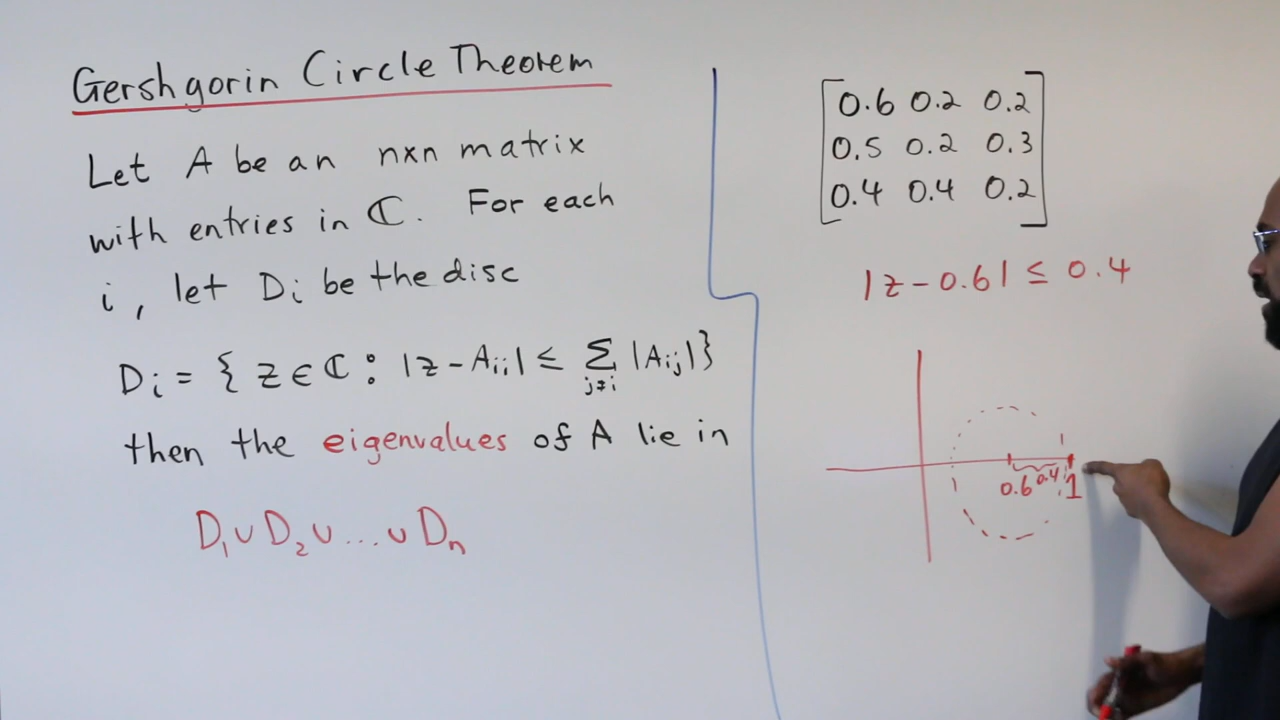 Gershgorin Circle Theorem
Let A be an nxn matrix
with entries in ℂ. For each
i, let Di be the disc
Di = { z ∈ ℂ : |z - Aii| ≤ ∑ j≠i |Aij| }
then the eigenvalues of A lie in
D1 ∪ D2 ∪ ... ∪ Dn
0.6 0.2 0.2
0.5 0.2 0.3
0.4 0.4 0.2
|z - 0.6| ≤ 0.4
0.6 0.4 1